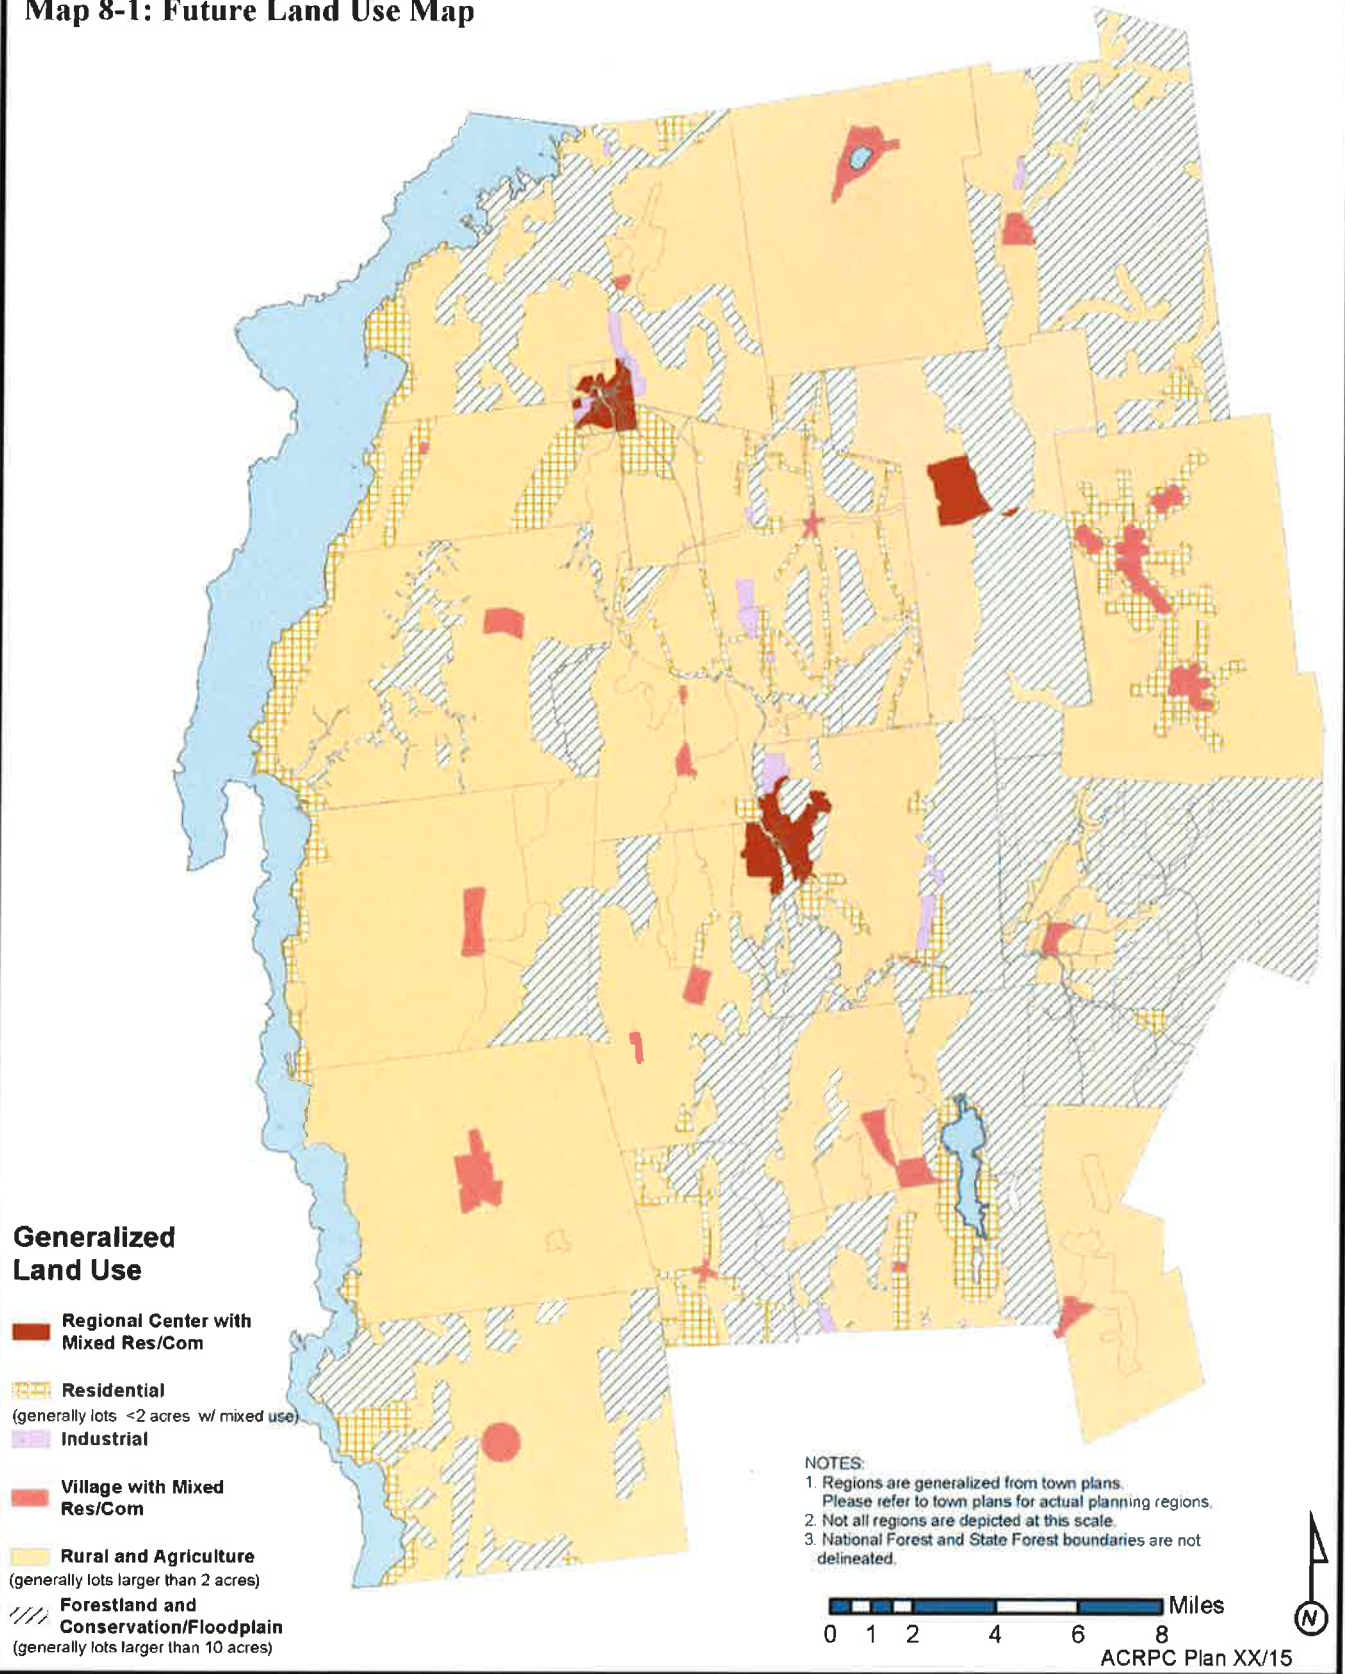 Map 8-1: Future Land Use Map
Generalized
Land Use
Regional Center with
Mixed Res/Com
Residential
(generally lots <2 acres w/ mixed use)
Industrial
Village with Mixed
Res/Com
Rural and Agriculture
(generally lots larger than 2 acres)
Forestland and
Conservation/Floodplain
(generally lots larger than 10 acres)
NOTES:
1. Regions are generalized from town plans.
Please refer to town plans for actual planning regions.
2. Not all regions are depicted at this scale.
3. National Forest and State Forest boundaries are not
delineated.
Miles
0 1 2 4 6 8
N
ACRPC Plan XX/15